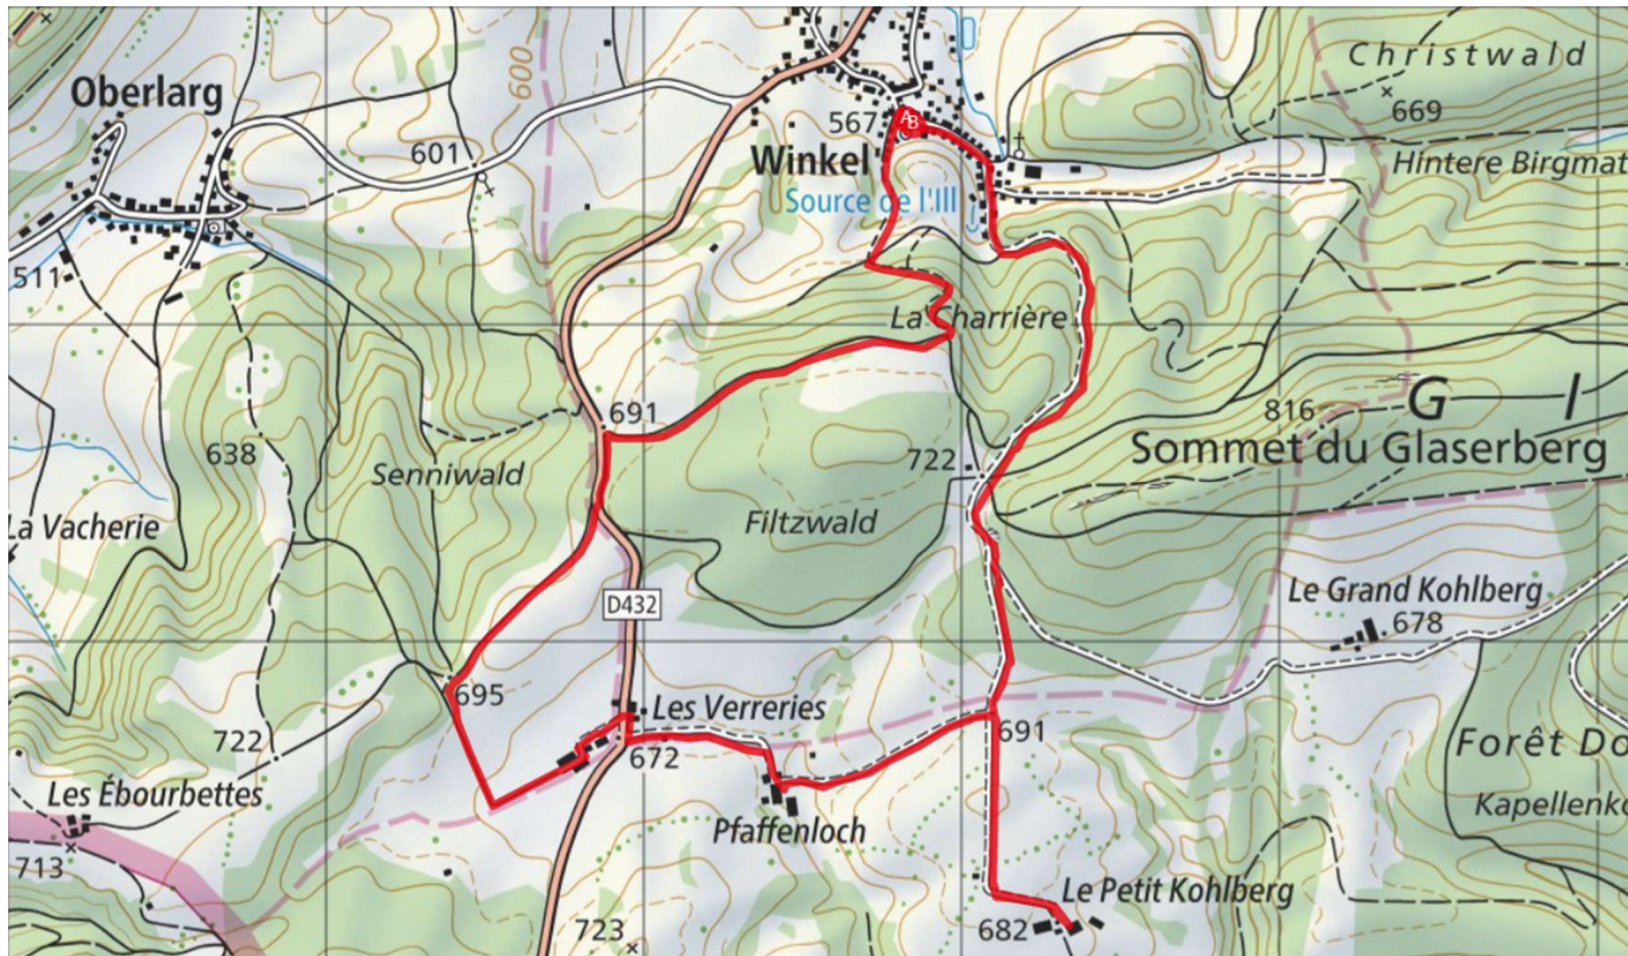 Christwald
600
Oberlarg
669
567
AB
601
Winkel
Hintere Birgmat
Source de l'Ill
511
La Charrière
G l
691
816
638
Sommet du Glaserberg
722
Senniwald
Filtzwald
La Vacherie
Le Grand Kohlberg
D432
678
695
Les Verreries
691
722
672
Forêt Do
Les Ébourbettes
Kapellenko
Pfaffenloch
713
Le Petit Kohlberg
723
682